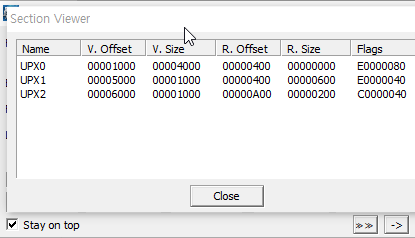 Section Viewer
Name V. Offset V. Size R. Offset R. Size Flags
UPX0 00001000 00004000 00000400 00000000 E0000080
UPX1 00005000 00001000 00000400 00000600 E0000040
UPX2 00006000 00001000 00000A00 00000200 C0000040
Close
Stay on top >> ->